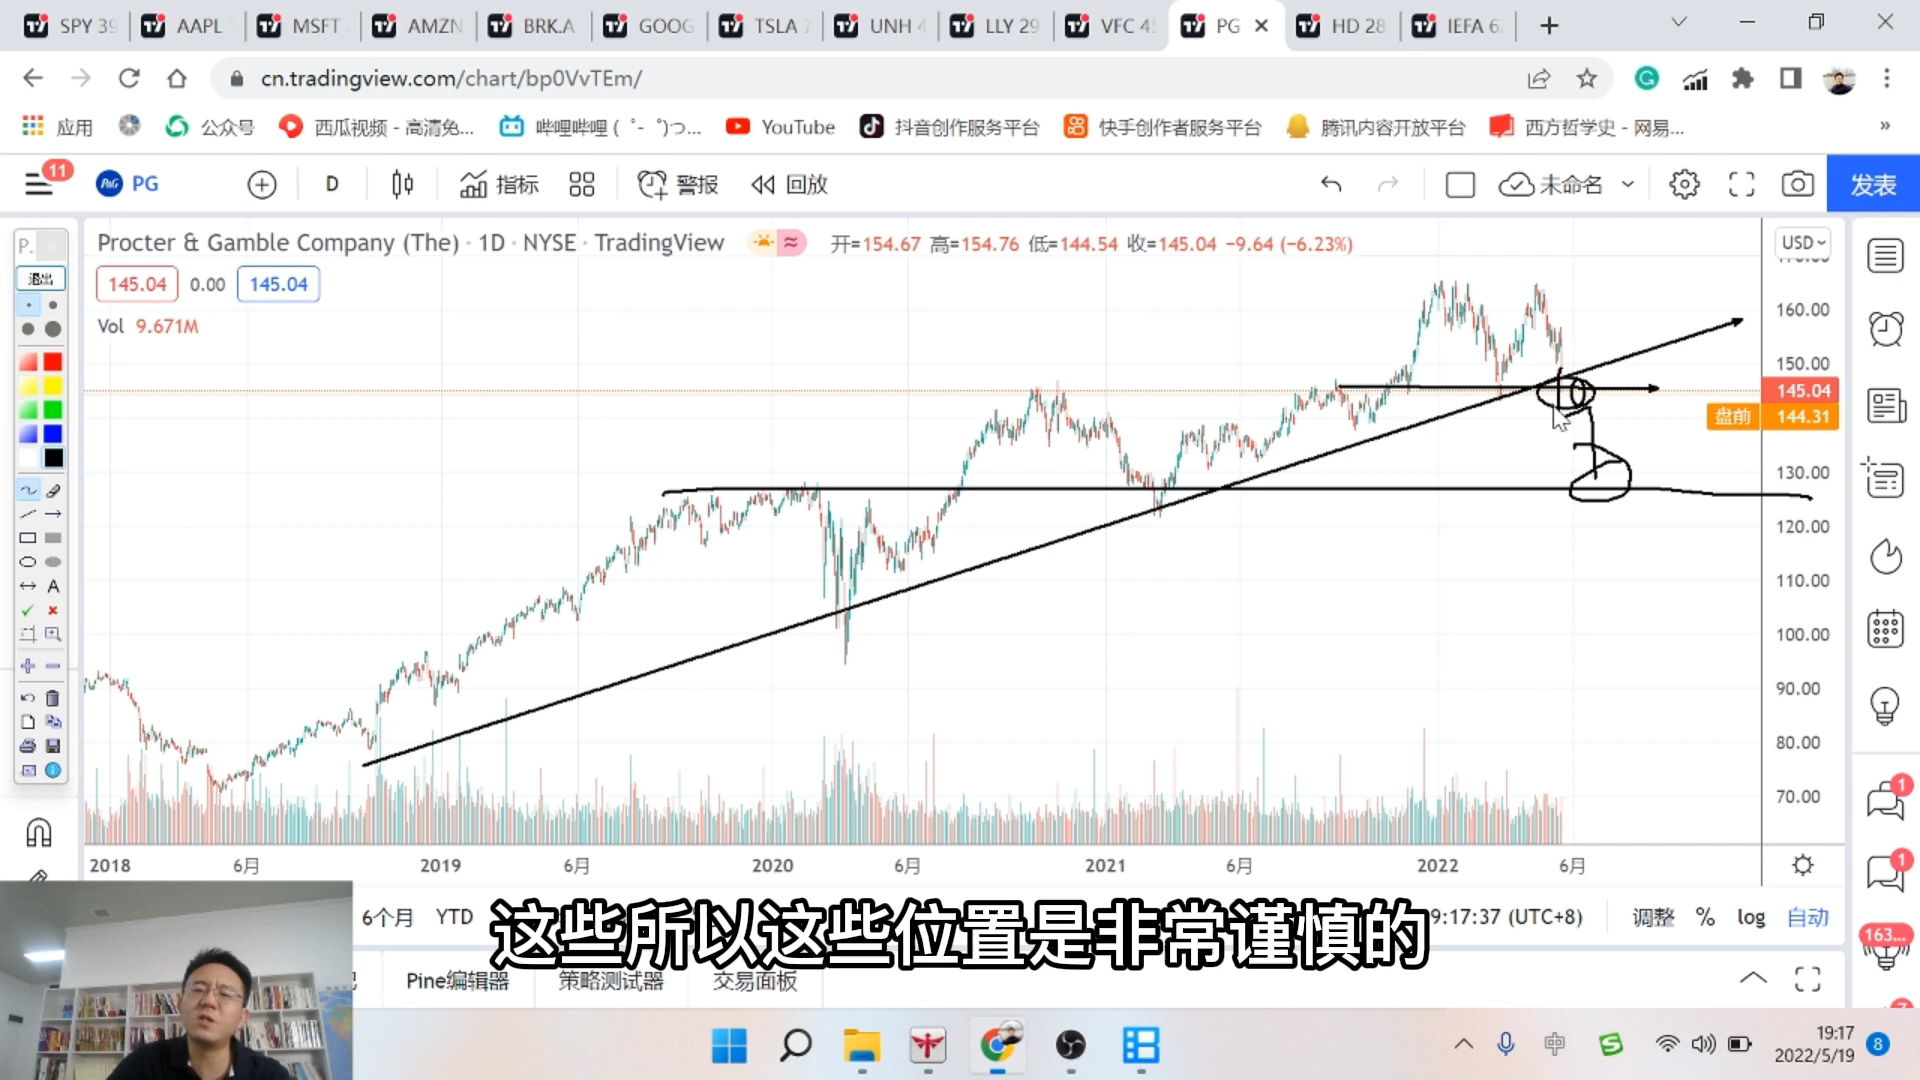 SPY 39
AAPL
MSFT
AMZN
BRK.A
GOOG
TSLA 7
UNH 4
LLY 29
VFC 45
PG
HD 28
IEFA 6
cn.tradingview.com/chart/bp0VvTEm/
应用
公众号
西瓜视频 - 高清免...
哔哩哔哩 ( ゜- ゜)つ...
YouTube
抖音创作服务平台
快手创作者服务平台
腾讯内容开放平台
西方哲学史 - 网易...
»
11
P&G
PG
D
指标
警报
回放
未命名
发表
P.
退出
Procter & Gamble Company (The) · 1D · NYSE · TradingView
开=154.67 高=154.76 低=144.54 收=145.04 −9.64 (−6.23%)
USD
145.04
0.00
145.04
Vol 9.671M
160.00
150.00
145.04
盘前 144.31
130.00
120.00
110.00
100.00
90.00
80.00
70.00
A
2018
6月
2019
6月
2020
6月
2021
6月
2022
6月
1
1
163...
6个月
YTD
9:17:37 (UTC+8)
调整
%
log
自动
这些所以这些位置是非常谨慎的
Pine编辑器
策略测试器
交易面板
中
19:17
2022/5/19
8